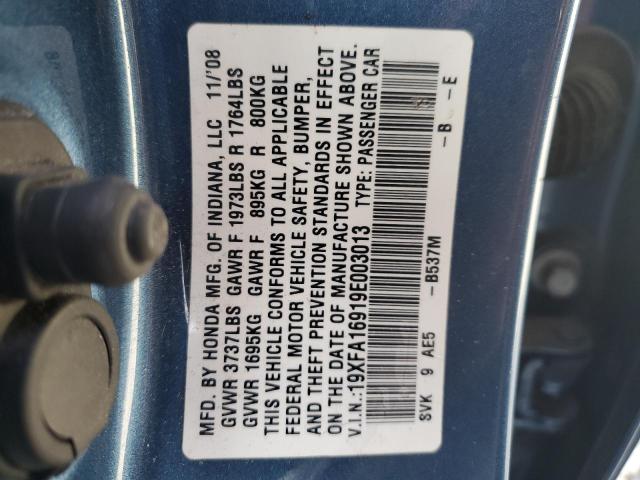 MFD. BY HONDA MFG. OF INDIANA, LLC 11/'08
GVWR 3737LBS GAWR F 1973LBS R 1764LBS
GVWR 1695KG GAWR F 895KG R 800KG
THIS VEHICLE CONFORMS TO ALL APPLICABLE
FEDERAL MOTOR VEHICLE SAFETY, BUMPER,
AND THEFT PREVENTION STANDARDS IN EFFECT
ON THE DATE OF MANUFACTURE SHOWN ABOVE.
V.I.N.:19XFA16919E003013 TYPE: PASSENGER CAR
SVK 9 AE5 -B537M -B -E